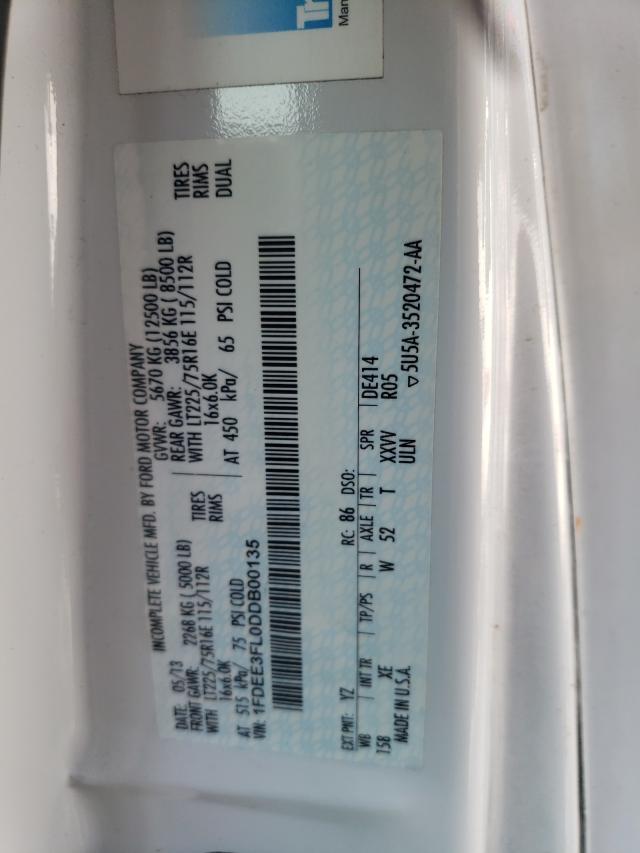 Tr
Man
INCOMPLETE VEHICLE MFD. BY FORD MOTOR COMPANY
DATE: 05/13 GVWR: 5670 KG (12500 LB)
FRONT GAWR: 2268 KG ( 5000 LB) REAR GAWR: 3856 KG ( 8500 LB)
WITH LT225/75R16E 115/112R TIRES WITH LT225/75R16E 115/112R TIRES
16x6.0K RIMS 16x6.0K RIMS
AT 515 kPa/ 75 PSI COLD AT 450 kPa/ 65 PSI COLD DUAL
VIN: 1FDEE3FL0DDB00135
EXT PNT: YZ RC: 86 DSO:
WB INT TR TP/PS R AXLE TR SPR DE414
158 XE W 52 T XXVV R05
MADE IN U.S.A. ULN
▽5U5A-3520472-AA